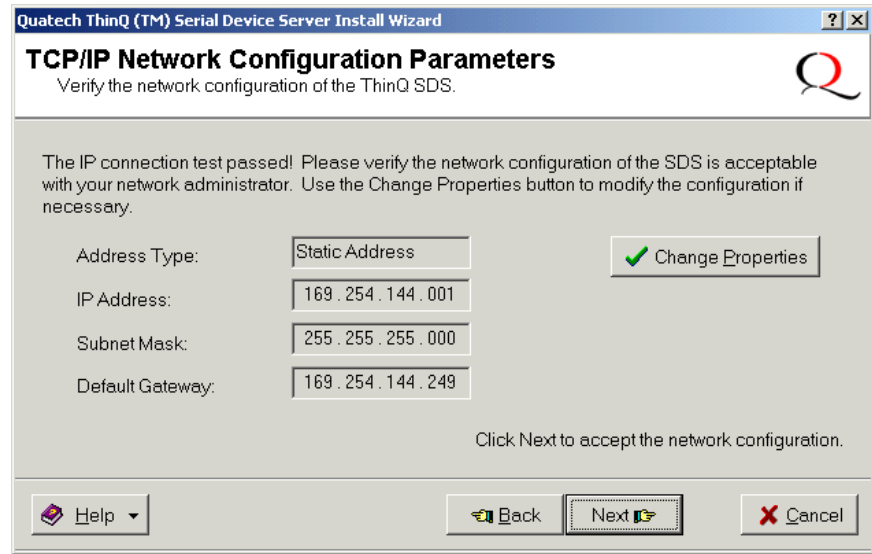 Quatech ThinQ (TM) Serial Device Server Install Wizard
TCP/IP Network Configuration Parameters
Verify the network configuration of the ThinQ SDS.
The IP connection test passed! Please verify the network configuration of the SDS is acceptable
with your network administrator. Use the Change Properties button to modify the configuration if
necessary.
Address Type: Static Address
Change Properties
IP Address: 169 . 254 . 144 . 001
Subnet Mask: 255 . 255 . 255 . 000
Default Gateway: 169 . 254 . 144 . 249
Click Next to accept the network configuration.
Help Back Next Cancel